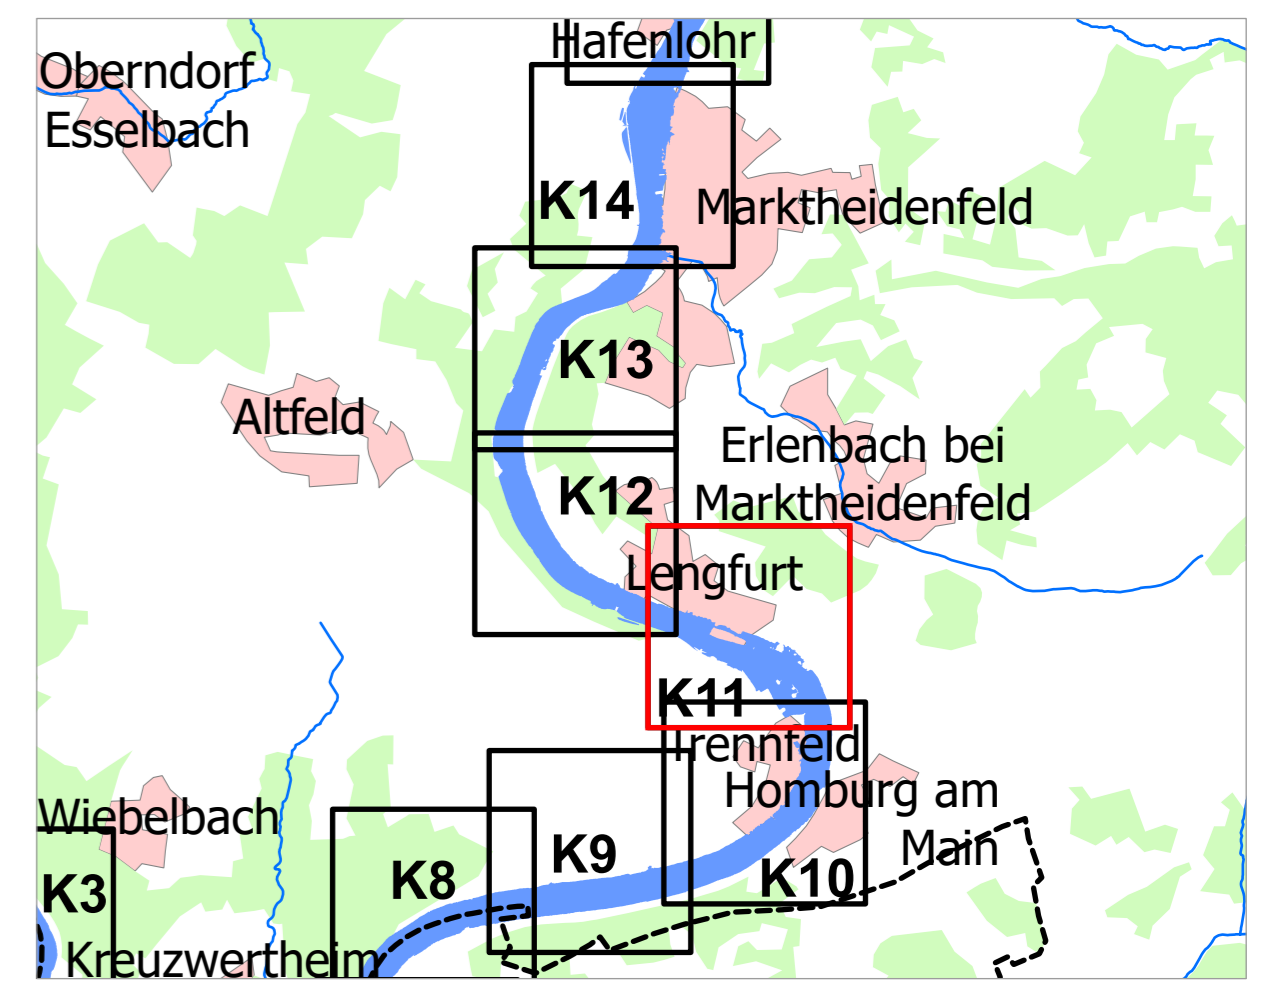 Hafenlohr
Oberndorf
Esselbach
K14
Marktheidenfeld
K13
Altfeld
Erlenbach bei
Marktheidenfeld
K12
Lengfurt
K11
Trennfeld
Homburg am
Main
Wiebelbach
K9
K8
K10
K3
Kreuzwertheim